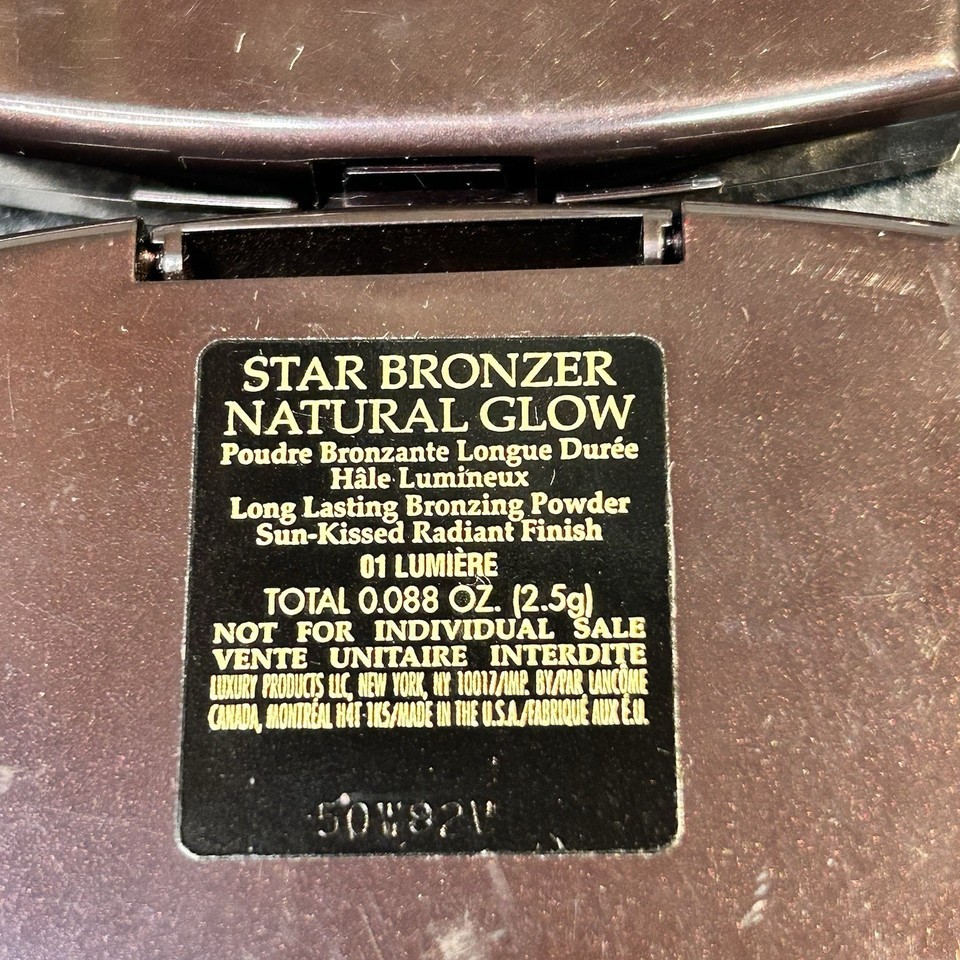 STAR BRONZER
NATURAL GLOW
Poudre Bronzante Longue Durée
Hâle Lumineux
Long Lasting Bronzing Powder
Sun-Kissed Radiant Finish
01 LUMIÈRE
TOTAL 0.088 OZ. (2.5g)
NOT FOR INDIVIDUAL SALE
VENTE UNITAIRE INTERDITE
LUXURY PRODUCTS LLC, NEW YORK, NY 10017/IMP. BY/PAR LANCÔME
CANADA, MONTRÉAL H4T 1K5/MADE IN THE U.S.A./FABRIQUÉ AUX É.U.